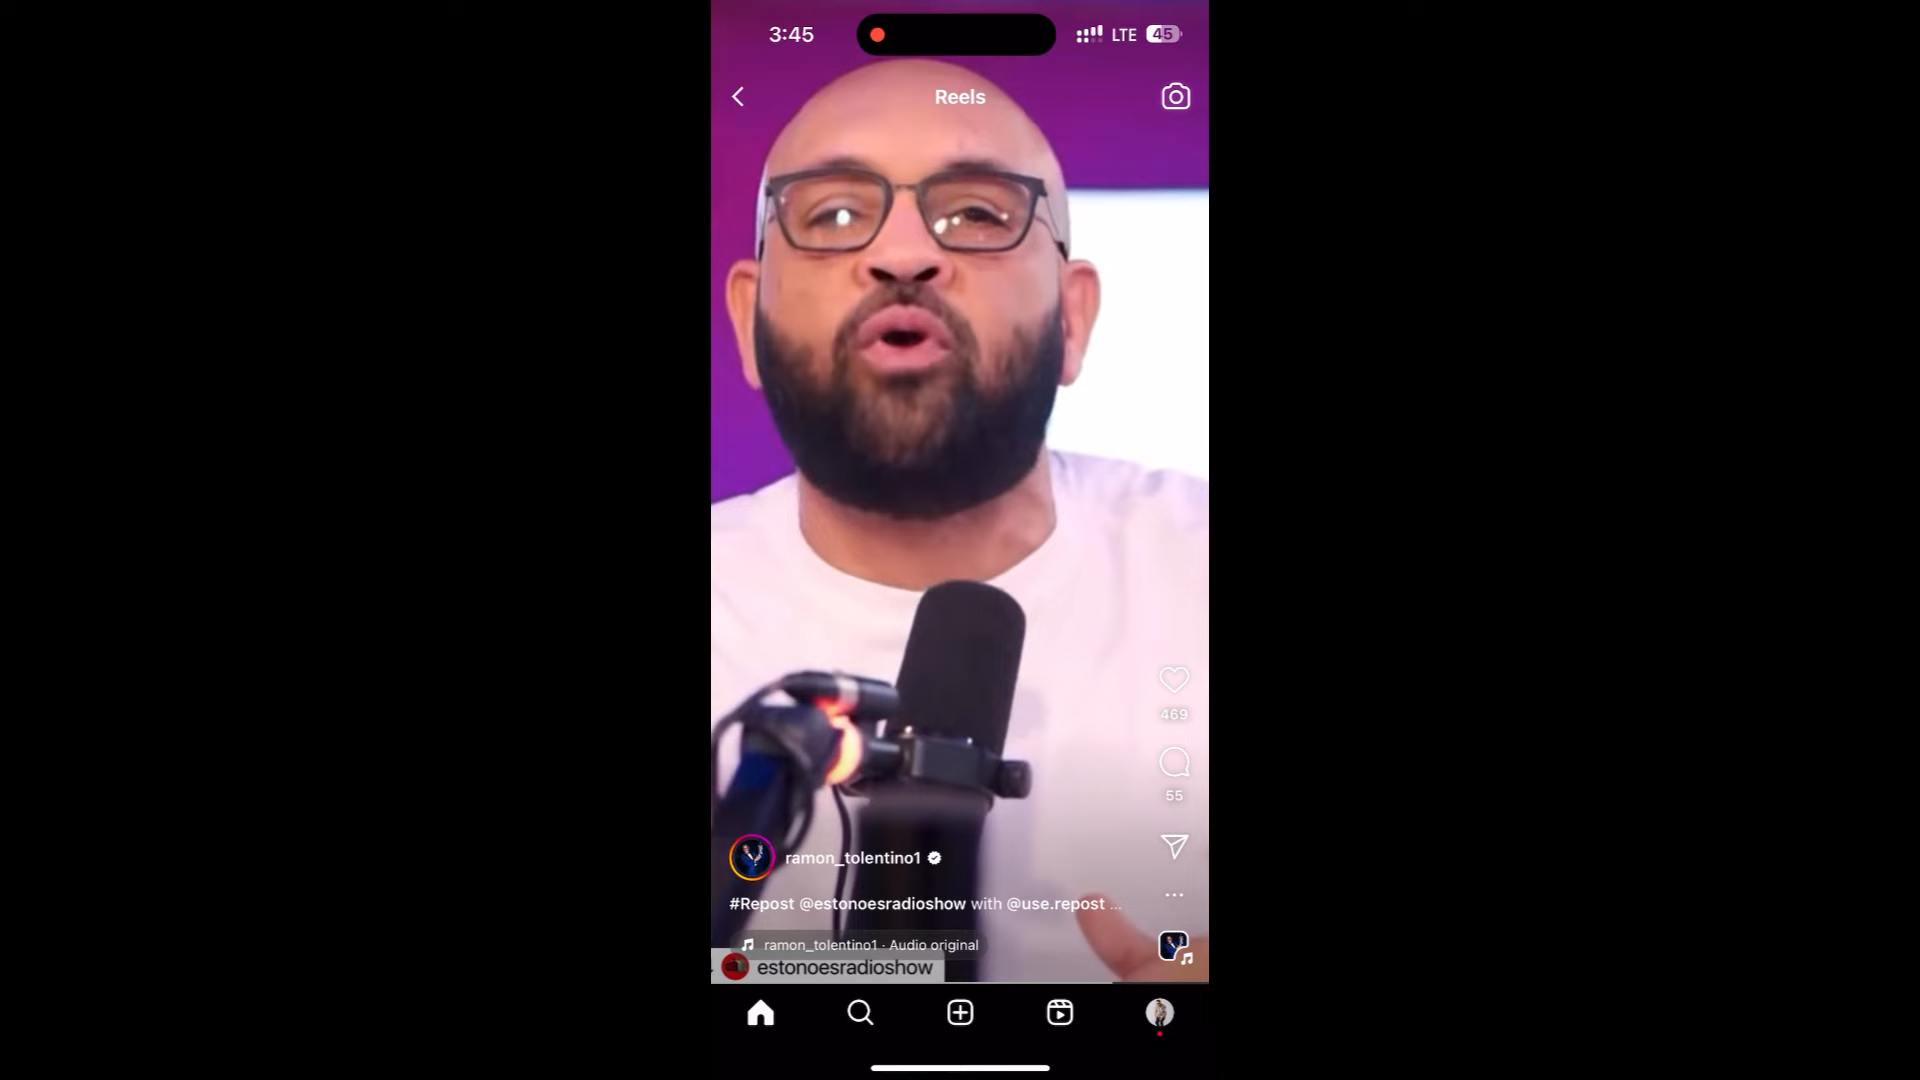 3:45
LTE
45
Reels
469
55
ramon_tolentino1
#Repost @estonoesradioshow with @use.repost ...
ramon_tolentino1 · Audio original
estonoesradioshow